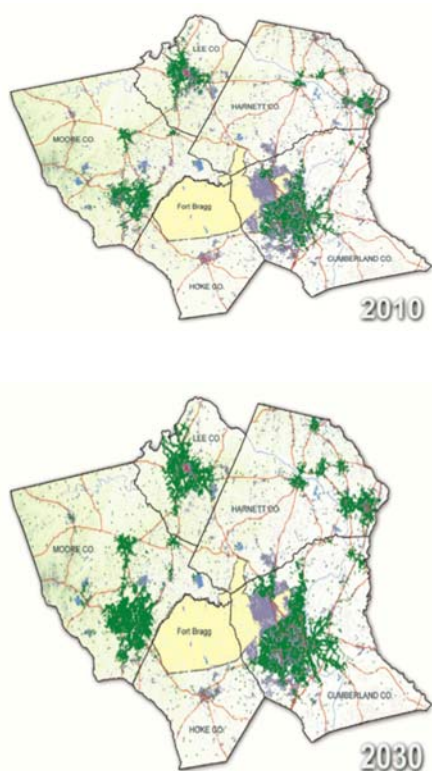 LEE CO.
HARNETT CO.
MOORE CO.
Fort Bragg
CUMBERLAND CO.
HOKE CO.
2010
LEE CO.
HARNETT CO.
MOORE CO.
Fort Bragg
CUMBERLAND CO.
HOKE CO.
2030